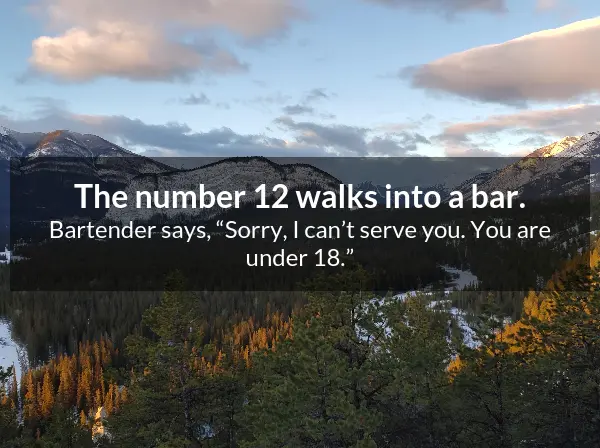 The number 12 walks into a bar.
Bartender says, “Sorry, I can’t serve you. You are
under 18.”